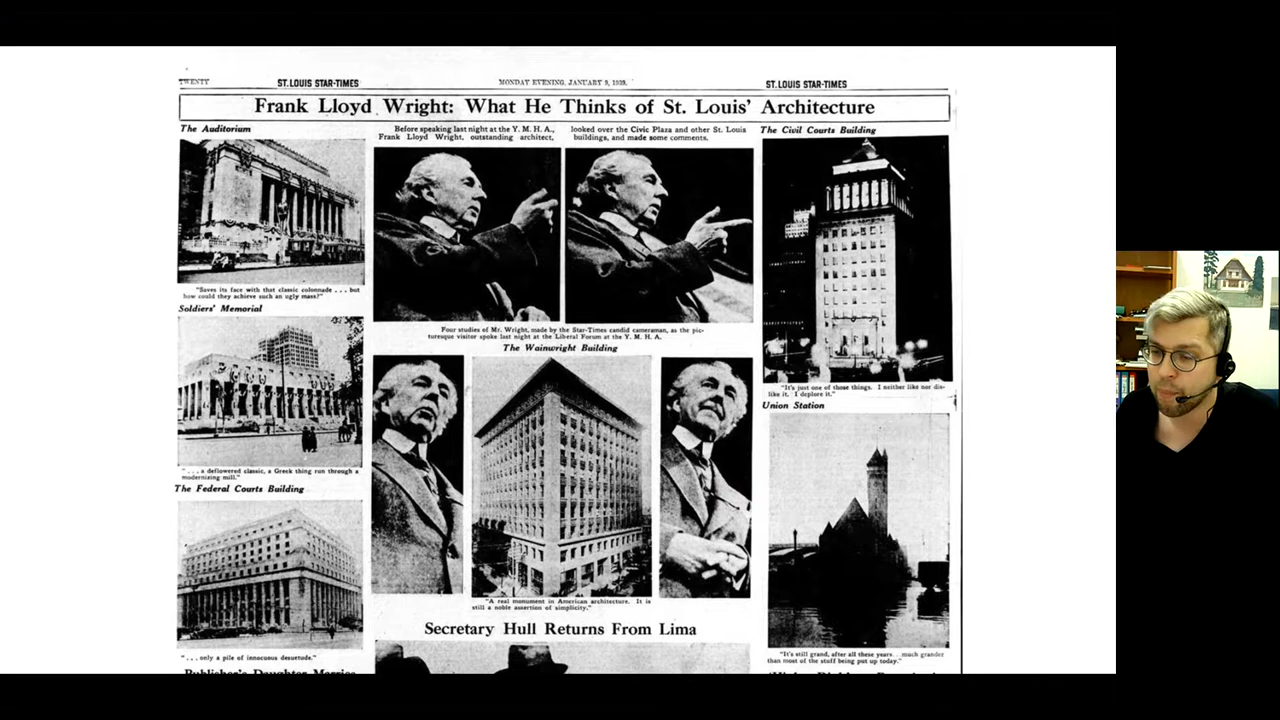 TWENTY
ST. LOUIS STAR-TIMES
MONDAY EVENING, JANUARY 9, 1939.
ST. LOUIS STAR-TIMES
Frank Lloyd Wright: What He Thinks of St. Louis' Architecture
The Auditorium
"Saves its face with that classic colonnade . . . but
how could they achieve such an ugly mass?"
Soldiers' Memorial
". . . a deflowered classic, a Greek thing run through a
modernizing mill."
The Federal Courts Building
". . . only a pile of innocuous desuetude."
Publisher's Daughter Marries
Before speaking last night at the Y. M. H. A.,
Frank Lloyd Wright, outstanding architect,
looked over the Civic Plaza and other St. Louis
buildings, and made some comments.
Four studies of Mr. Wright, made by the Star-Times candid cameraman, as the pic-
turesque visitor spoke last night at the Liberal Forum at the Y. M. H. A.
The Wainwright Building
"A real monument in American architecture. It is
still a noble assertion of simplicity."
Secretary Hull Returns From Lima
The Civil Courts Building
"It's just one of those things. I neither like nor dis-
like it. I deplore it."
Union Station
"It's still grand, after all these years . . . much grander
than most of the stuff being put up today."